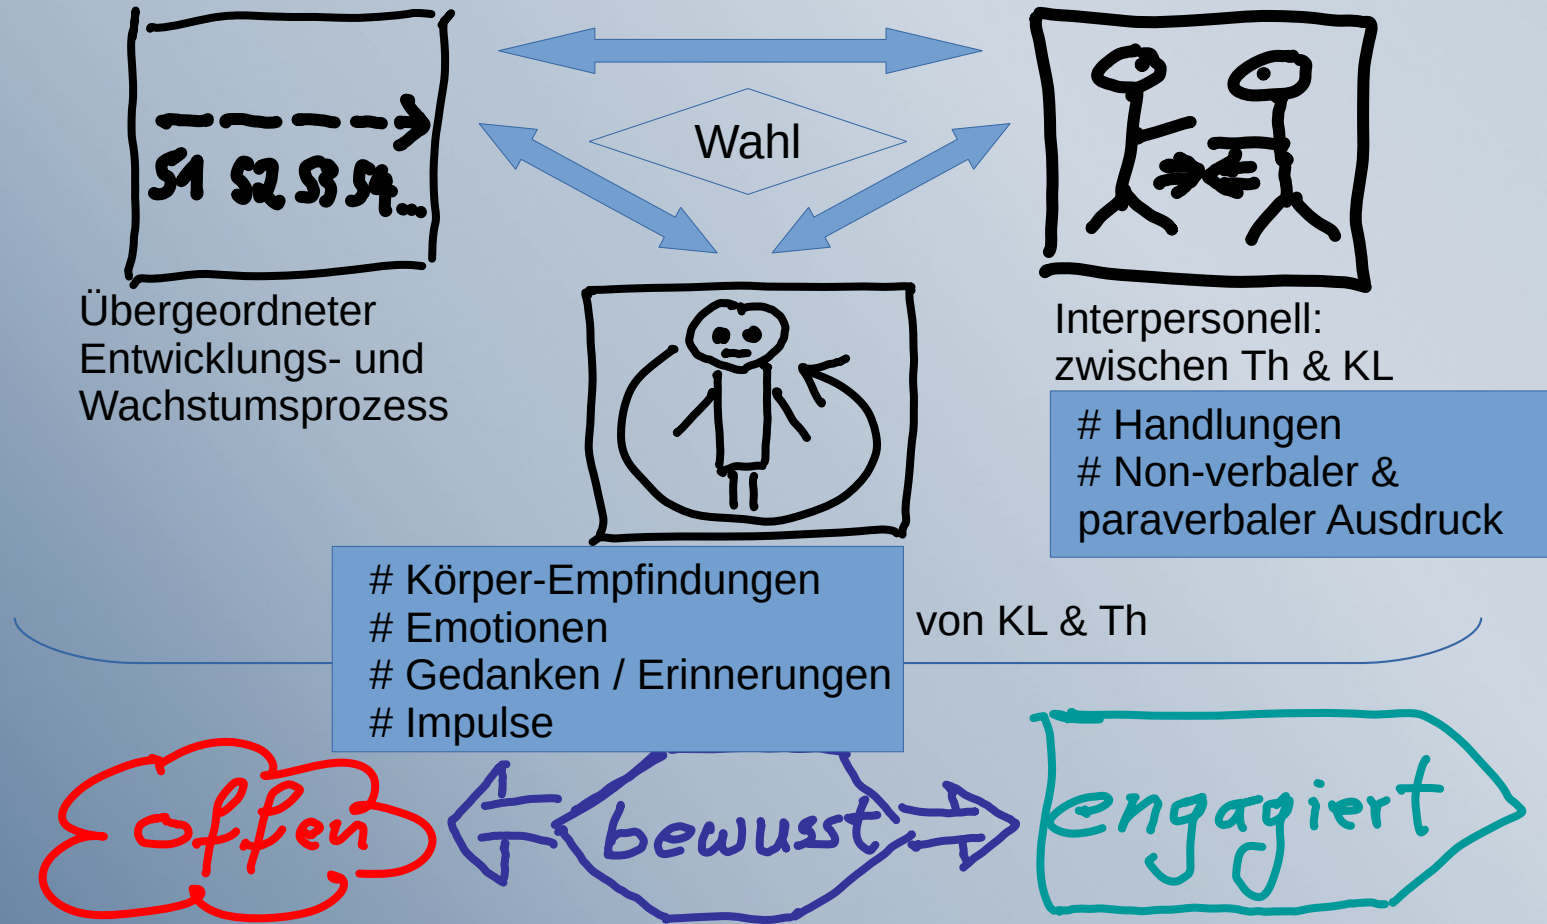 S1 S2 S3 S4...
Wahl
Übergeordneter
Entwicklungs- und
Wachstumsprozess
Interpersonell:
zwischen Th & KL
# Handlungen
# Non-verbaler &
paraverbaler Ausdruck
# Körper-Empfindungen
# Emotionen
# Gedanken / Erinnerungen
# Impulse
von KL & Th
offen
bewusst
engagiert